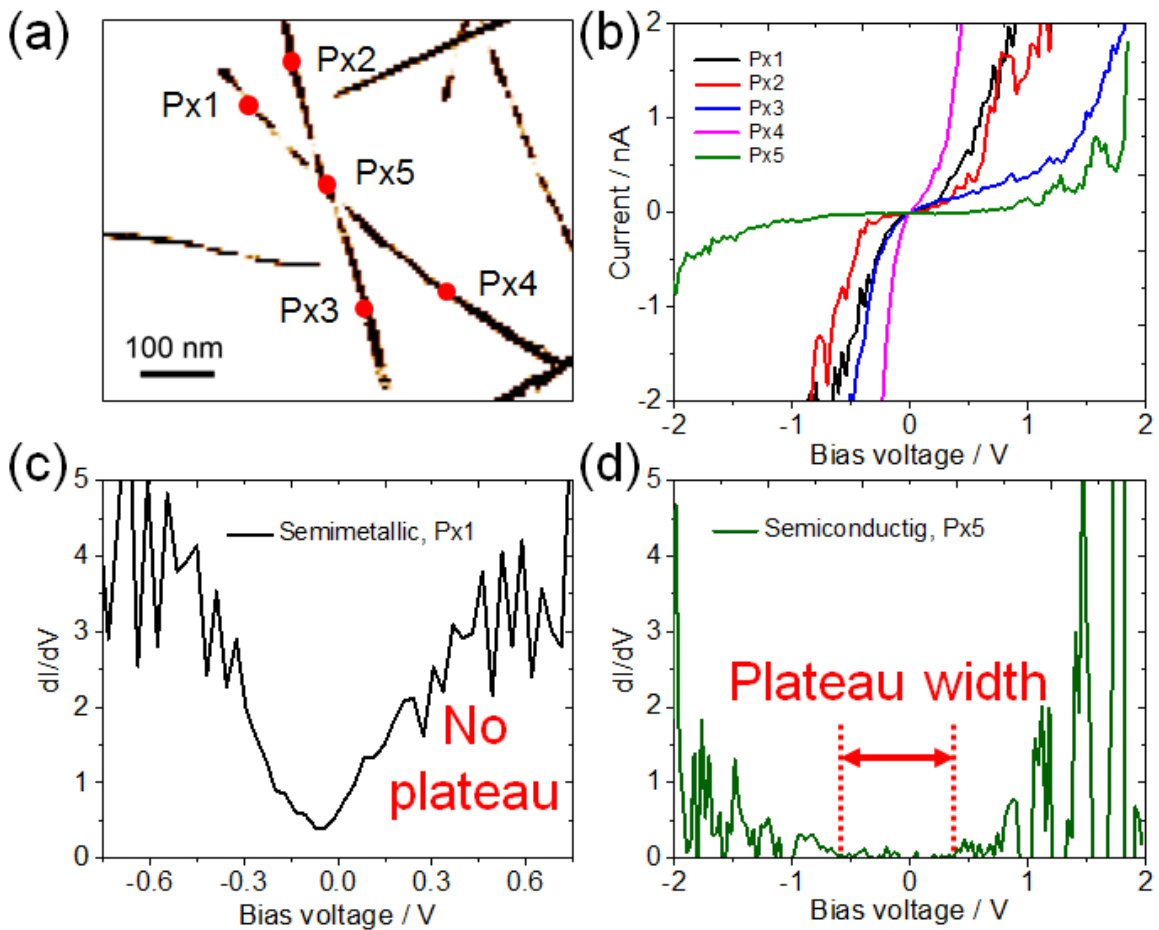 (a)
Px2
Px1
Px5
Px3
Px4
100 nm
(b)
2
1
0
-1
-2
Current / nA
Px1
Px2
Px3
Px4
Px5
-2 -1 0 1 2
Bias voltage / V
(c)
5
4
3
2
1
0
dI/dV
Semimetallic, Px1
No
plateau
-0.6 -0.3 0.0 0.3 0.6
Bias voltage / V
(d)
5
4
3
2
1
0
dI/dV
Semiconductig, Px5
Plateau width
-2 -1 0 1 2
Bias voltage / V